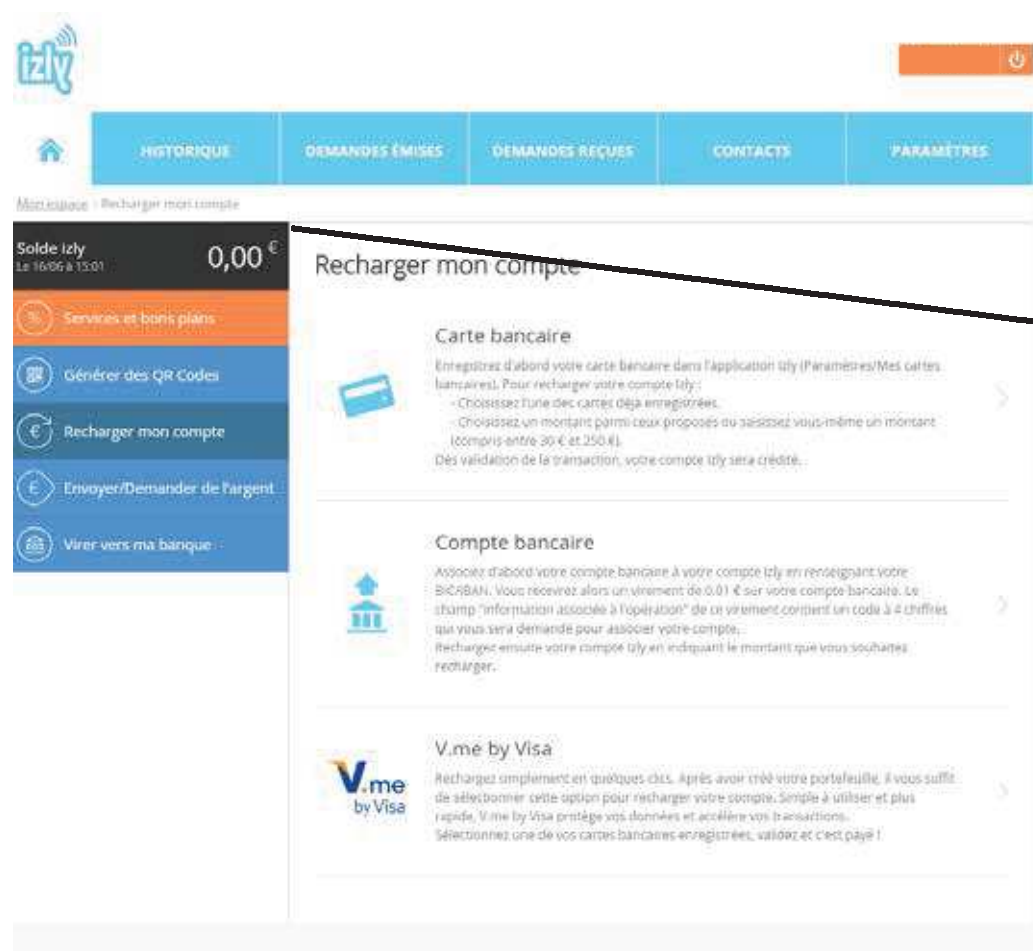 izly
HISTORIQUE
DEMANDES ÉMISES
DEMANDES REÇUES
CONTACTS
PARAMÈTRES
Mon espace > Recharger mon compte
Solde izly
Le 16/06 à 15:01
0,00 €
Services et bons plans
Générer des QR Codes
Recharger mon compte
Envoyer/Demander de l'argent
Virer vers ma banque
Recharger mon compte
Carte bancaire
Enregistrez d'abord votre carte bancaire dans l'application Izly (Paramètres/Mes cartes
bancaires). Pour recharger votre compte Izly :
- Choisissez l'une des cartes déjà enregistrées.
- Choisissez un montant parmi ceux proposés ou saisissez vous-même un montant
(compris entre 30 € et 250 €).
Dès validation de la transaction, votre compte Izly sera crédité.
Compte bancaire
Associez d'abord votre compte bancaire à votre compte Izly en renseignant votre
BIC/IBAN. Vous recevrez alors un virement de 0.01 € sur votre compte bancaire. Le
champ "information associée à l'opération" de ce virement contient un code à 4 chiffres
qui vous sera demandé pour associer votre compte.
Rechargez ensuite votre compte Izly en indiquant le montant que vous souhaitez
recharger.
V.me by Visa
V.me
by Visa
Rechargez simplement en quelques clics. Après avoir créé votre portefeuille, il vous suffit
de sélectionner cette option pour recharger votre compte. Simple à utiliser et plus
rapide, V.me by Visa protège vos données et accélère vos transactions.
Sélectionnez une de vos cartes bancaires enregistrées, validez et c'est payé !